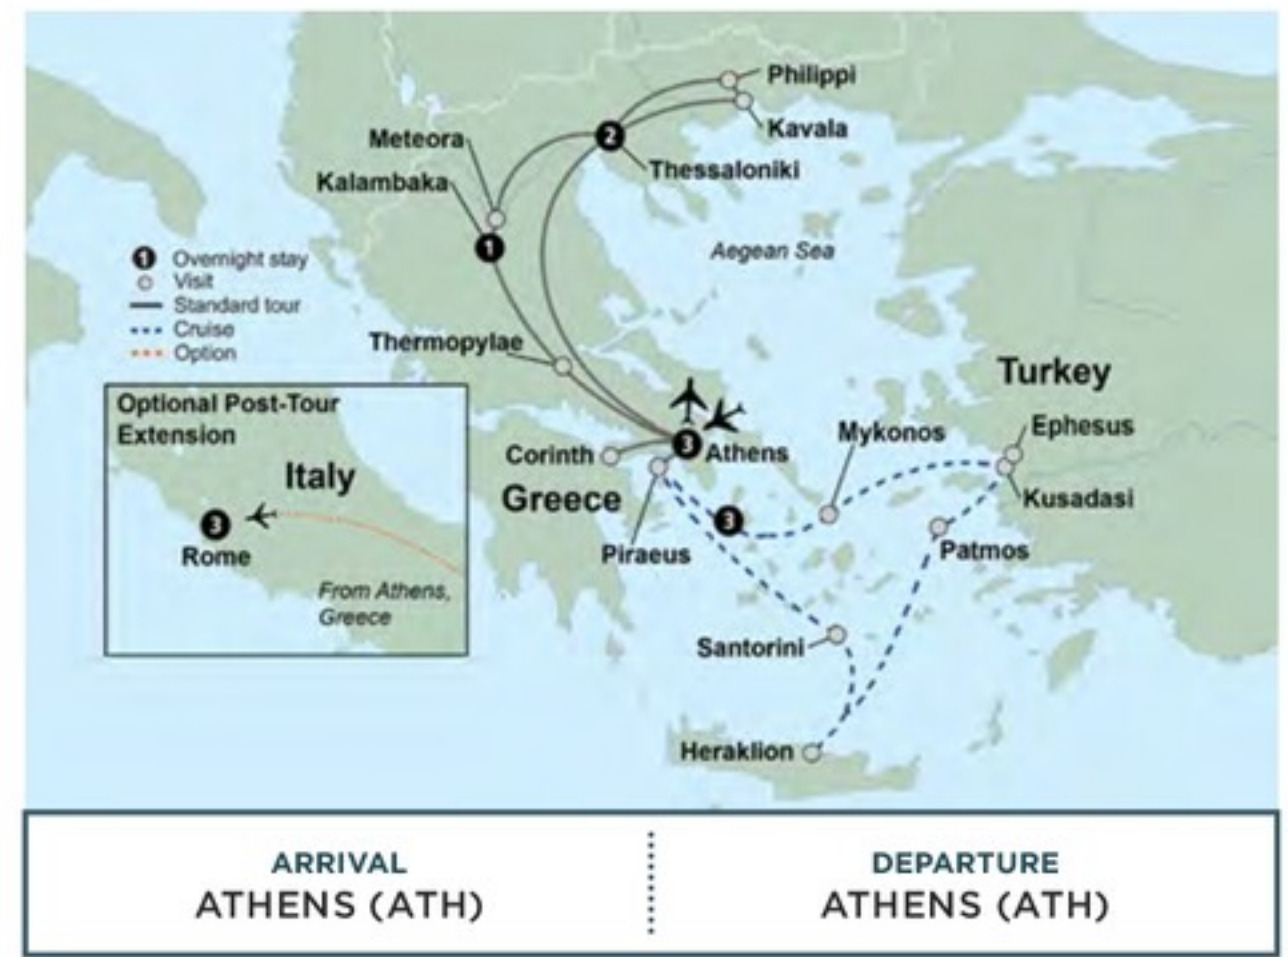 Philippi
Kavala
Meteora
2
Thessaloniki
Kalambaka
1
Aegean Sea
1 Overnight stay
Visit
Standard tour
Cruise
Option
Thermopylae
Turkey
Optional Post-Tour
Extension
Italy
3
Rome
From Athens,
Greece
Corinth
3 Athens
Greece
Mykonos
Ephesus
Kusadasi
3
Piraeus
Patmos
Santorini
Heraklion
ARRIVAL
ATHENS (ATH)
DEPARTURE
ATHENS (ATH)